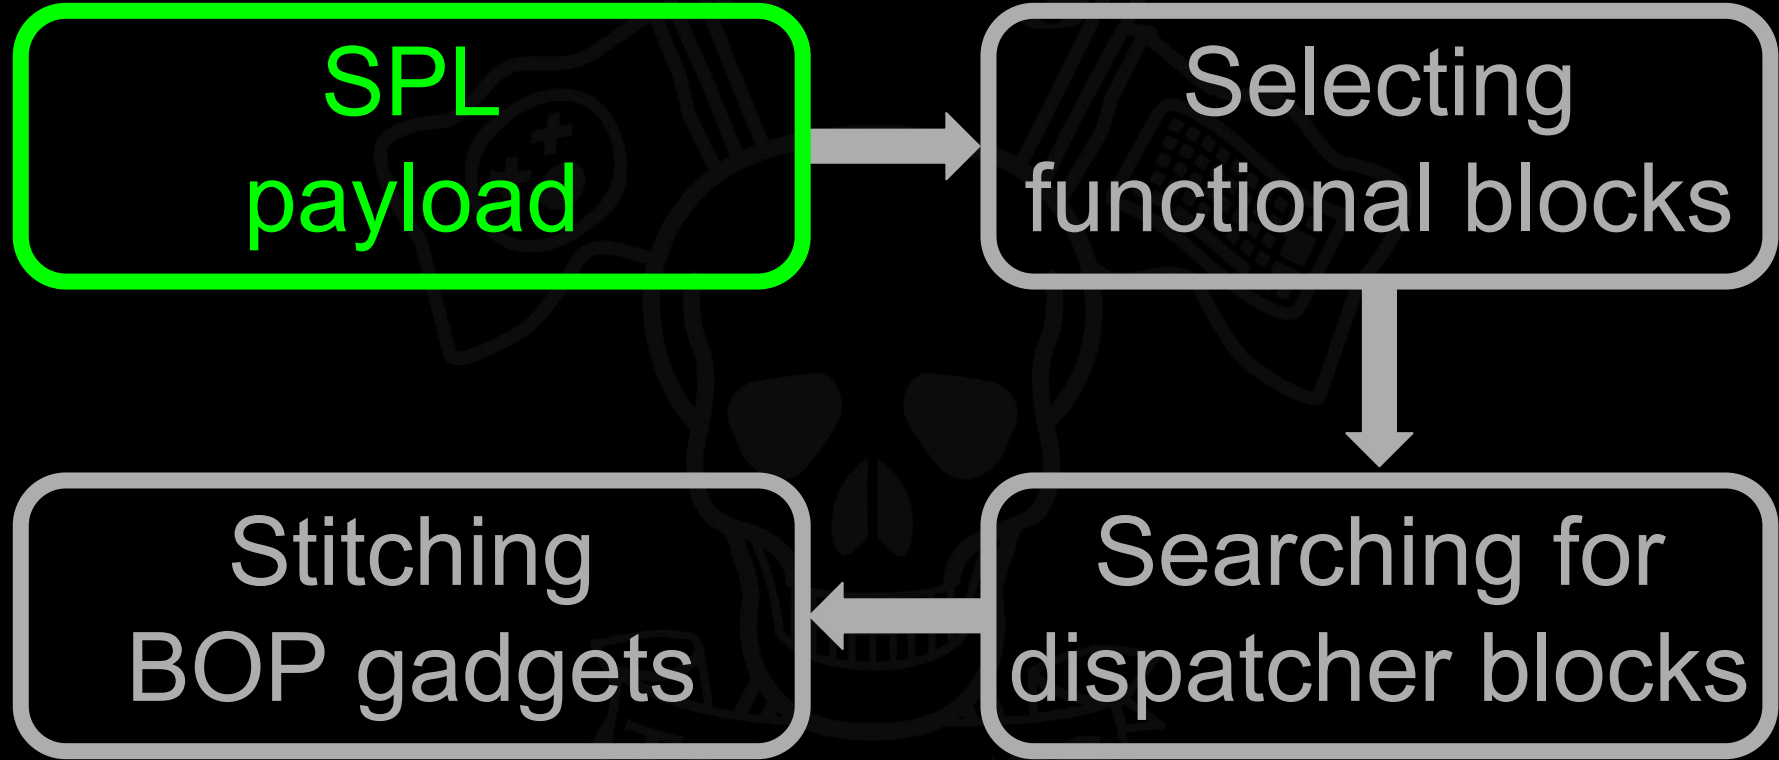 SPL
payload
Selecting
functional blocks
Searching for
dispatcher blocks
Stitching
BOP gadgets